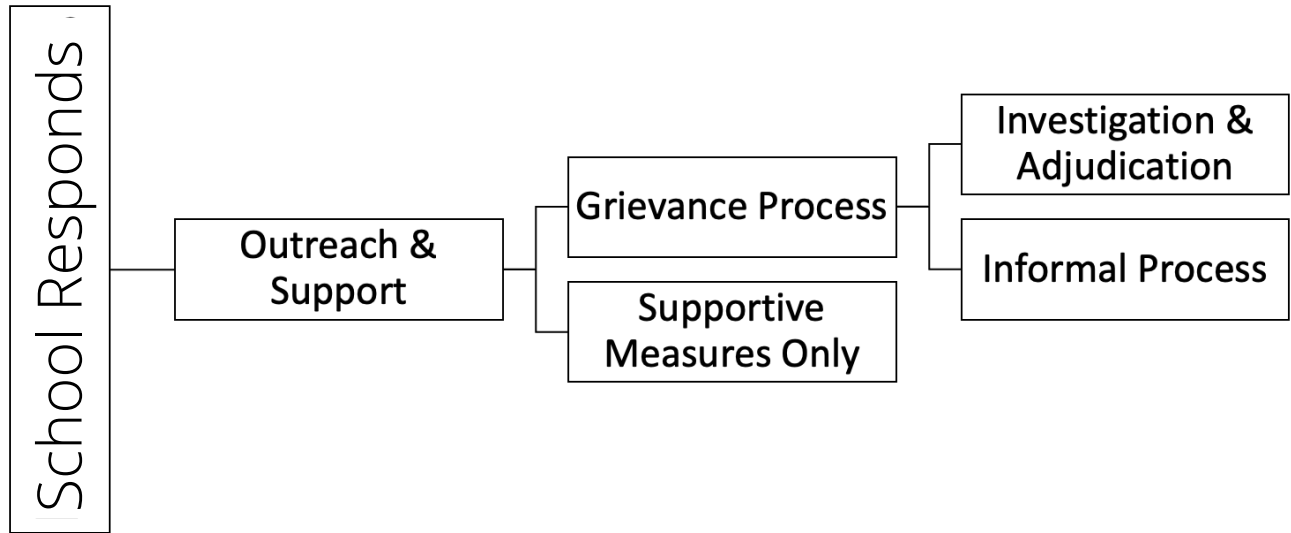 School Responds
Outreach &
Support
Grievance Process
Supportive
Measures Only
Investigation &
Adjudication
Informal Process